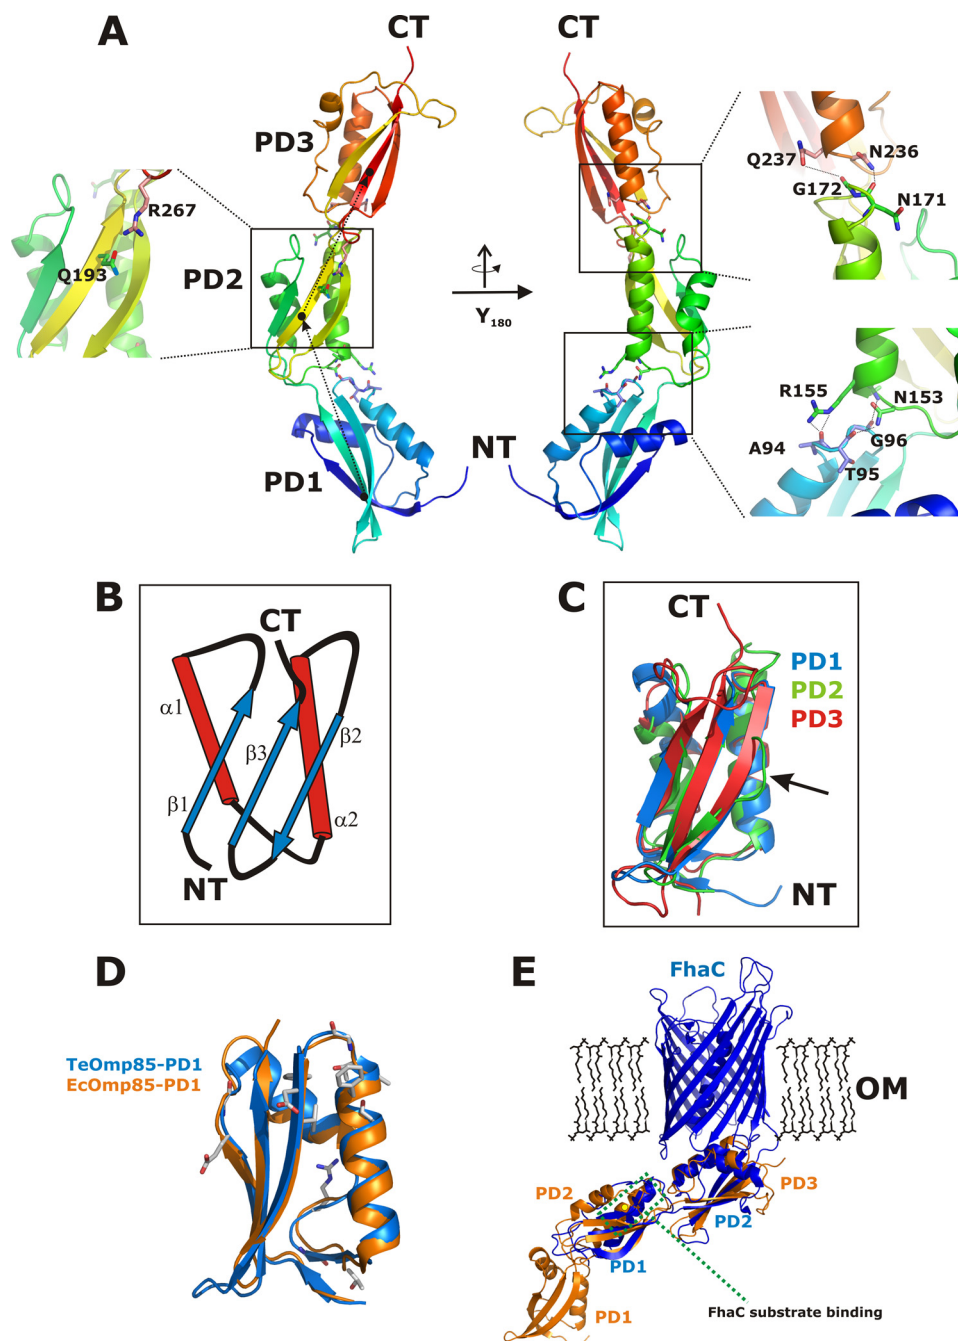 A
CT
CT
PD3
R267
Q193
PD2
Y180
Q237
N236
G172
N171
R155
N153
A94
G96
T95
NT
PD1
B
CT
α1
β3
β2
β1
α2
NT
C
CT
PD1
PD2
PD3
NT
D
TeOmp85-PD1
EcOmp85-PD1
E
FhaC
OM
PD2
PD3
PD2
PD1
PD1
FhaC substrate binding